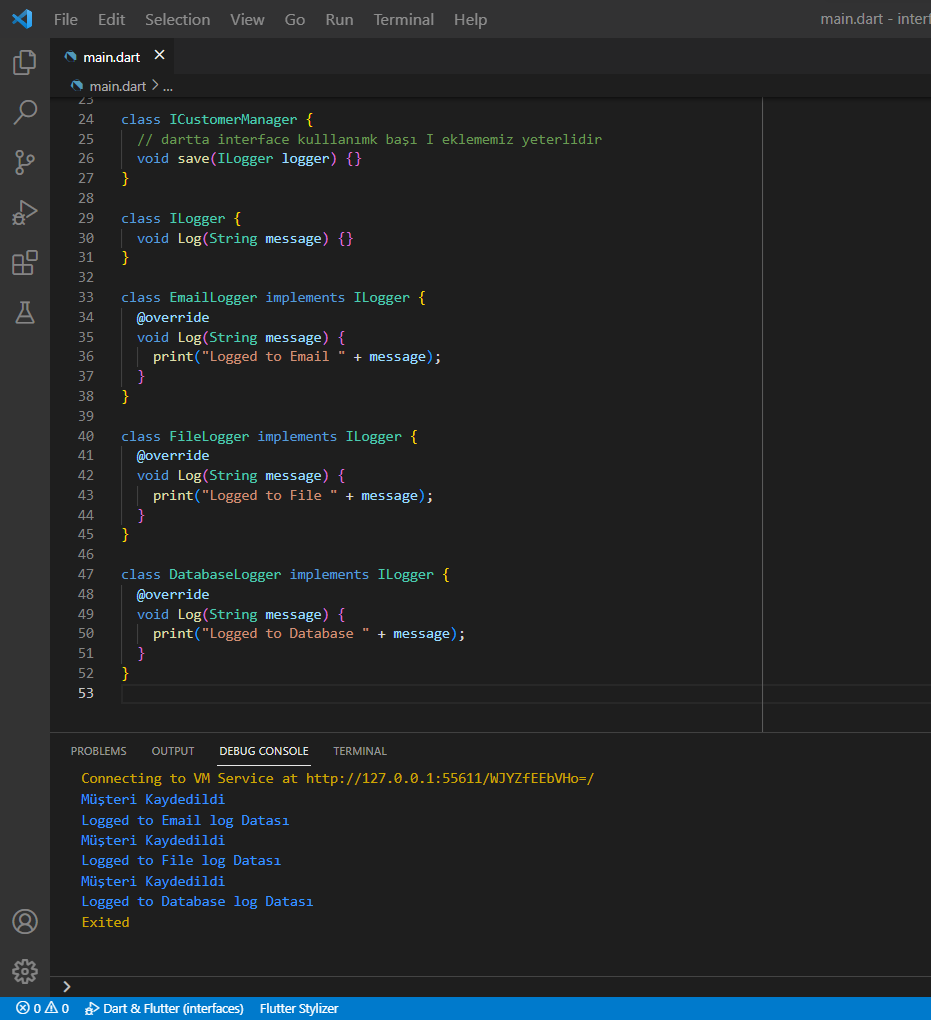 File Edit Selection View Go Run Terminal Help main.dart - interf
main.dart
main.dart > ...
23
24 class ICustomerManager {
25 // dartta interface kulllanımk başı I eklememiz yeterlidir
26 void save(ILogger logger) {}
27 }
28
29 class ILogger {
30 void Log(String message) {}
31 }
32
33 class EmailLogger implements ILogger {
34 @override
35 void Log(String message) {
36 print("Logged to Email " + message);
37 }
38 }
39
40 class FileLogger implements ILogger {
41 @override
42 void Log(String message) {
43 print("Logged to File " + message);
44 }
45 }
46
47 class DatabaseLogger implements ILogger {
48 @override
49 void Log(String message) {
50 print("Logged to Database " + message);
51 }
52 }
53
PROBLEMS OUTPUT DEBUG CONSOLE TERMINAL
Connecting to VM Service at http://127.0.0.1:55611/WJYZfEEbVHo=/
Müşteri Kaydedildi
Logged to Email log Datası
Müşteri Kaydedildi
Logged to File log Datası
Müşteri Kaydedildi
Logged to Database log Datası
Exited
>
0 0 Dart & Flutter (interfaces) Flutter Stylizer